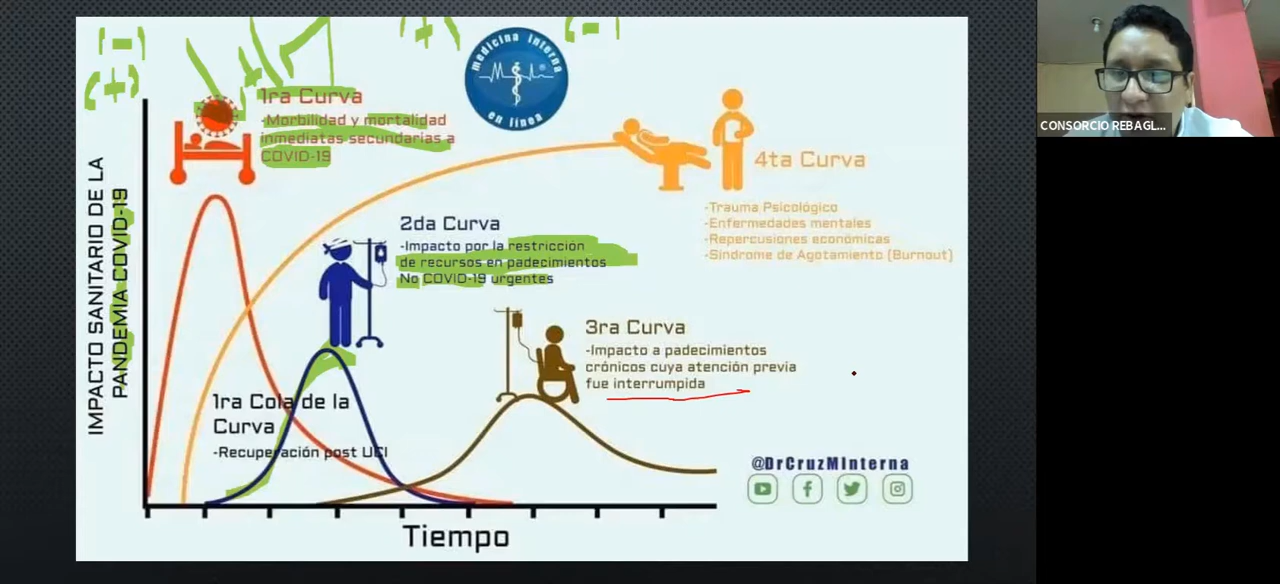 medicina interna
en línea
1ra Curva
-Morbilidad y mortalidad
inmediatas secundarias a
COVID-19
4ta Curva
-Trauma Psicológico
-Enfermedades mentales
-Repercusiones económicas
-Síndrome de Agotamiento (Burnout)
2da Curva
-Impacto por la restricción
de recursos en padecimientos
No COVID-19 urgentes
3ra Curva
-Impacto a padecimientos
crónicos cuya atención previa
fue interrumpida
1ra Cola de la
Curva
-Recuperación post UCI
IMPACTO SANITARIO DE LA
PANDEMIA COVID-19
Tiempo
@DrCruzMInterna
CONSORCIO REBAGL...